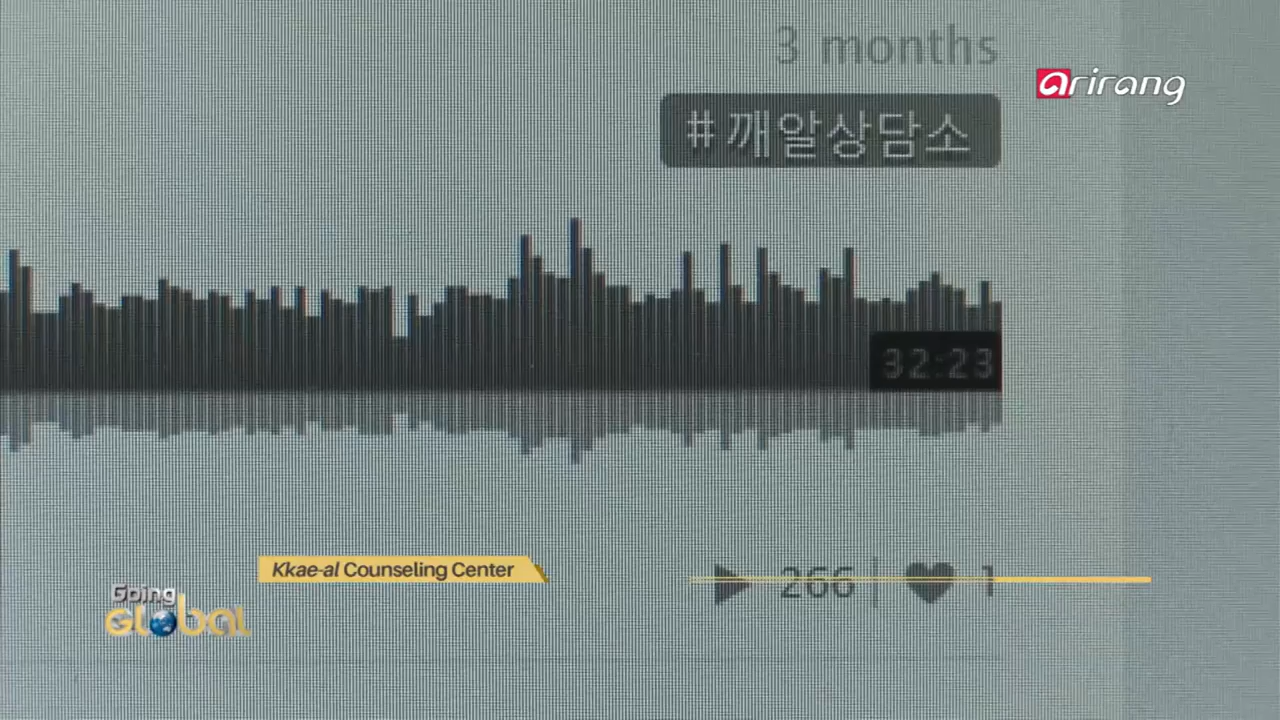 3 months
arirang
#깨알상담소
32:23
Kkae-al Counseling Center
266
1
Going
GLobal